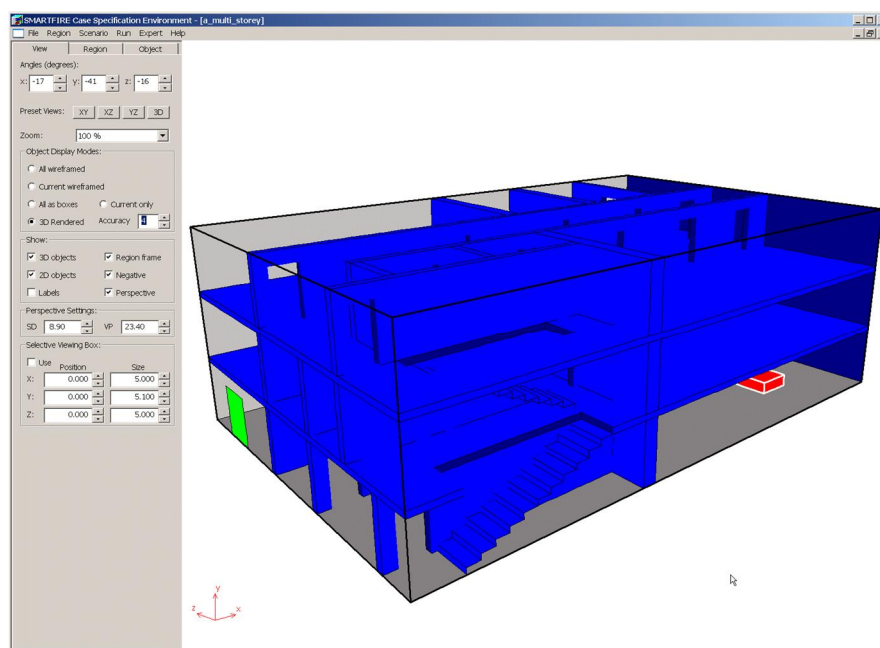 SMARTFIRE Case Specification Environment - [a_multi_storey]
File Region Scenario Run Expert Help
View Region Object
Angles (degrees):
x: -17 y: -41 z: -16
Preset Views: XY XZ YZ 3D
Zoom: 100 %
Object Display Modes:
All wireframed
Current wireframed
All as boxes Current only
3D Rendered Accuracy 4
Show:
3D objects Region frame
2D objects Negative
Labels Perspective
Perspective Settings:
SD 8.90 VP 23.40
Selective Viewing Box:
Use Position Size
X: 0.000 5.000
Y: 0.000 5.100
Z: 0.000 5.000
Y
z x